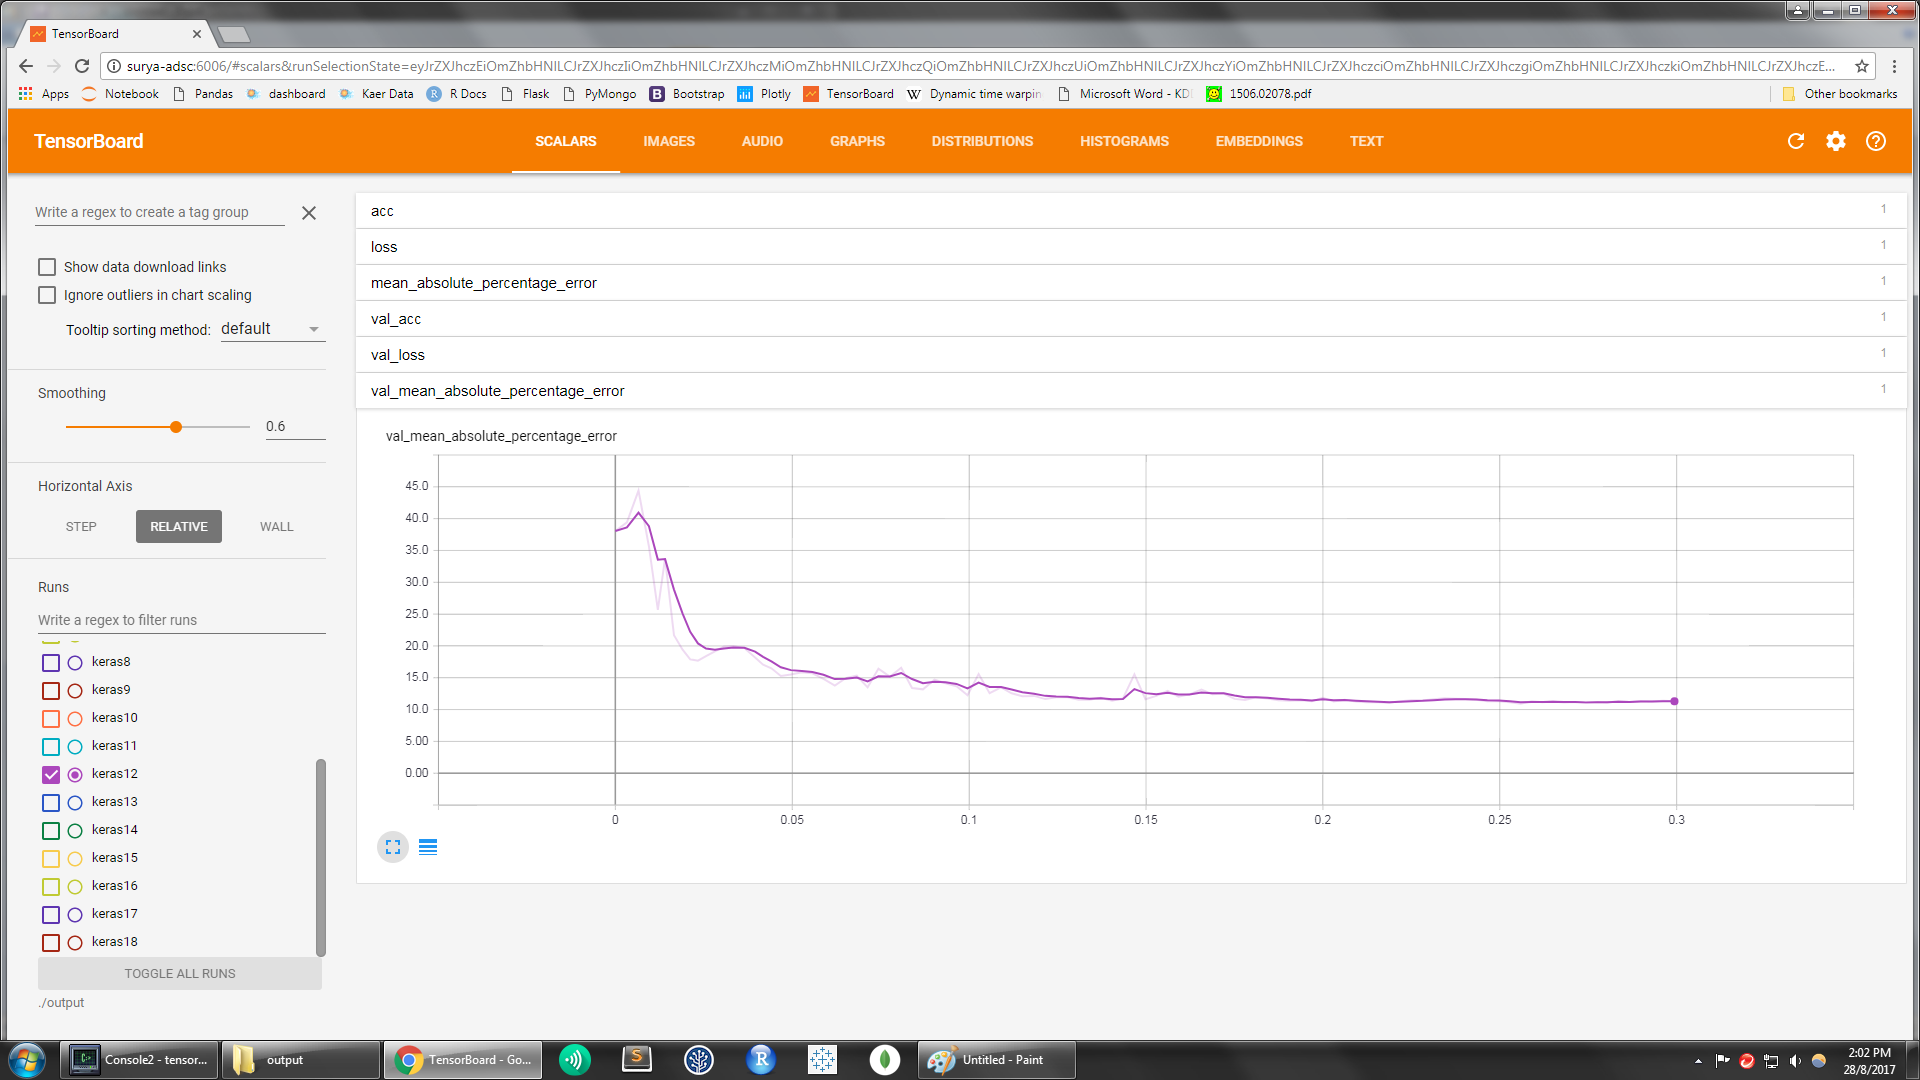 TensorBoard
surya-adsc:6006/#scalars&runSelectionState=eyJrZXJhczEiOmZhbHNlLCJrZXJhczIiOmZhbHNlLCJrZXJhczMiOmZhbHNlLCJrZXJhczQiOmZhbHNlLCJrZXJhczUiOmZhbHNlLCJrZXJhczYiOmZhbHNlLCJrZXJhczciOmZhbHNlLCJrZXJhczgiOmZhbHNlLCJrZXJhczkiOmZhbHNlLCJrZXJhczE...
Apps Notebook Pandas dashboard Kaer Data R Docs Flask PyMongo Bootstrap Plotly TensorBoard Dynamic time warpin Microsoft Word - KDI 1506.02078.pdf Other bookmarks
TensorBoard SCALARS IMAGES AUDIO GRAPHS DISTRIBUTIONS HISTOGRAMS EMBEDDINGS TEXT
Write a regex to create a tag group
Show data download links
Ignore outliers in chart scaling
Tooltip sorting method: default
Smoothing
0.6
Horizontal Axis
STEP RELATIVE WALL
Runs
Write a regex to filter runs
keras8
keras9
keras10
keras11
keras12
keras13
keras14
keras15
keras16
keras17
keras18
TOGGLE ALL RUNS
./output
acc 1
loss 1
mean_absolute_percentage_error 1
val_acc 1
val_loss 1
val_mean_absolute_percentage_error 1
val_mean_absolute_percentage_error
45.0
40.0
35.0
30.0
25.0
20.0
15.0
10.0
5.00
0.00
0 0.05 0.1 0.15 0.2 0.25 0.3
Console2 - tensor... output TensorBoard - Go... Untitled - Paint
2:02 PM
28/8/2017